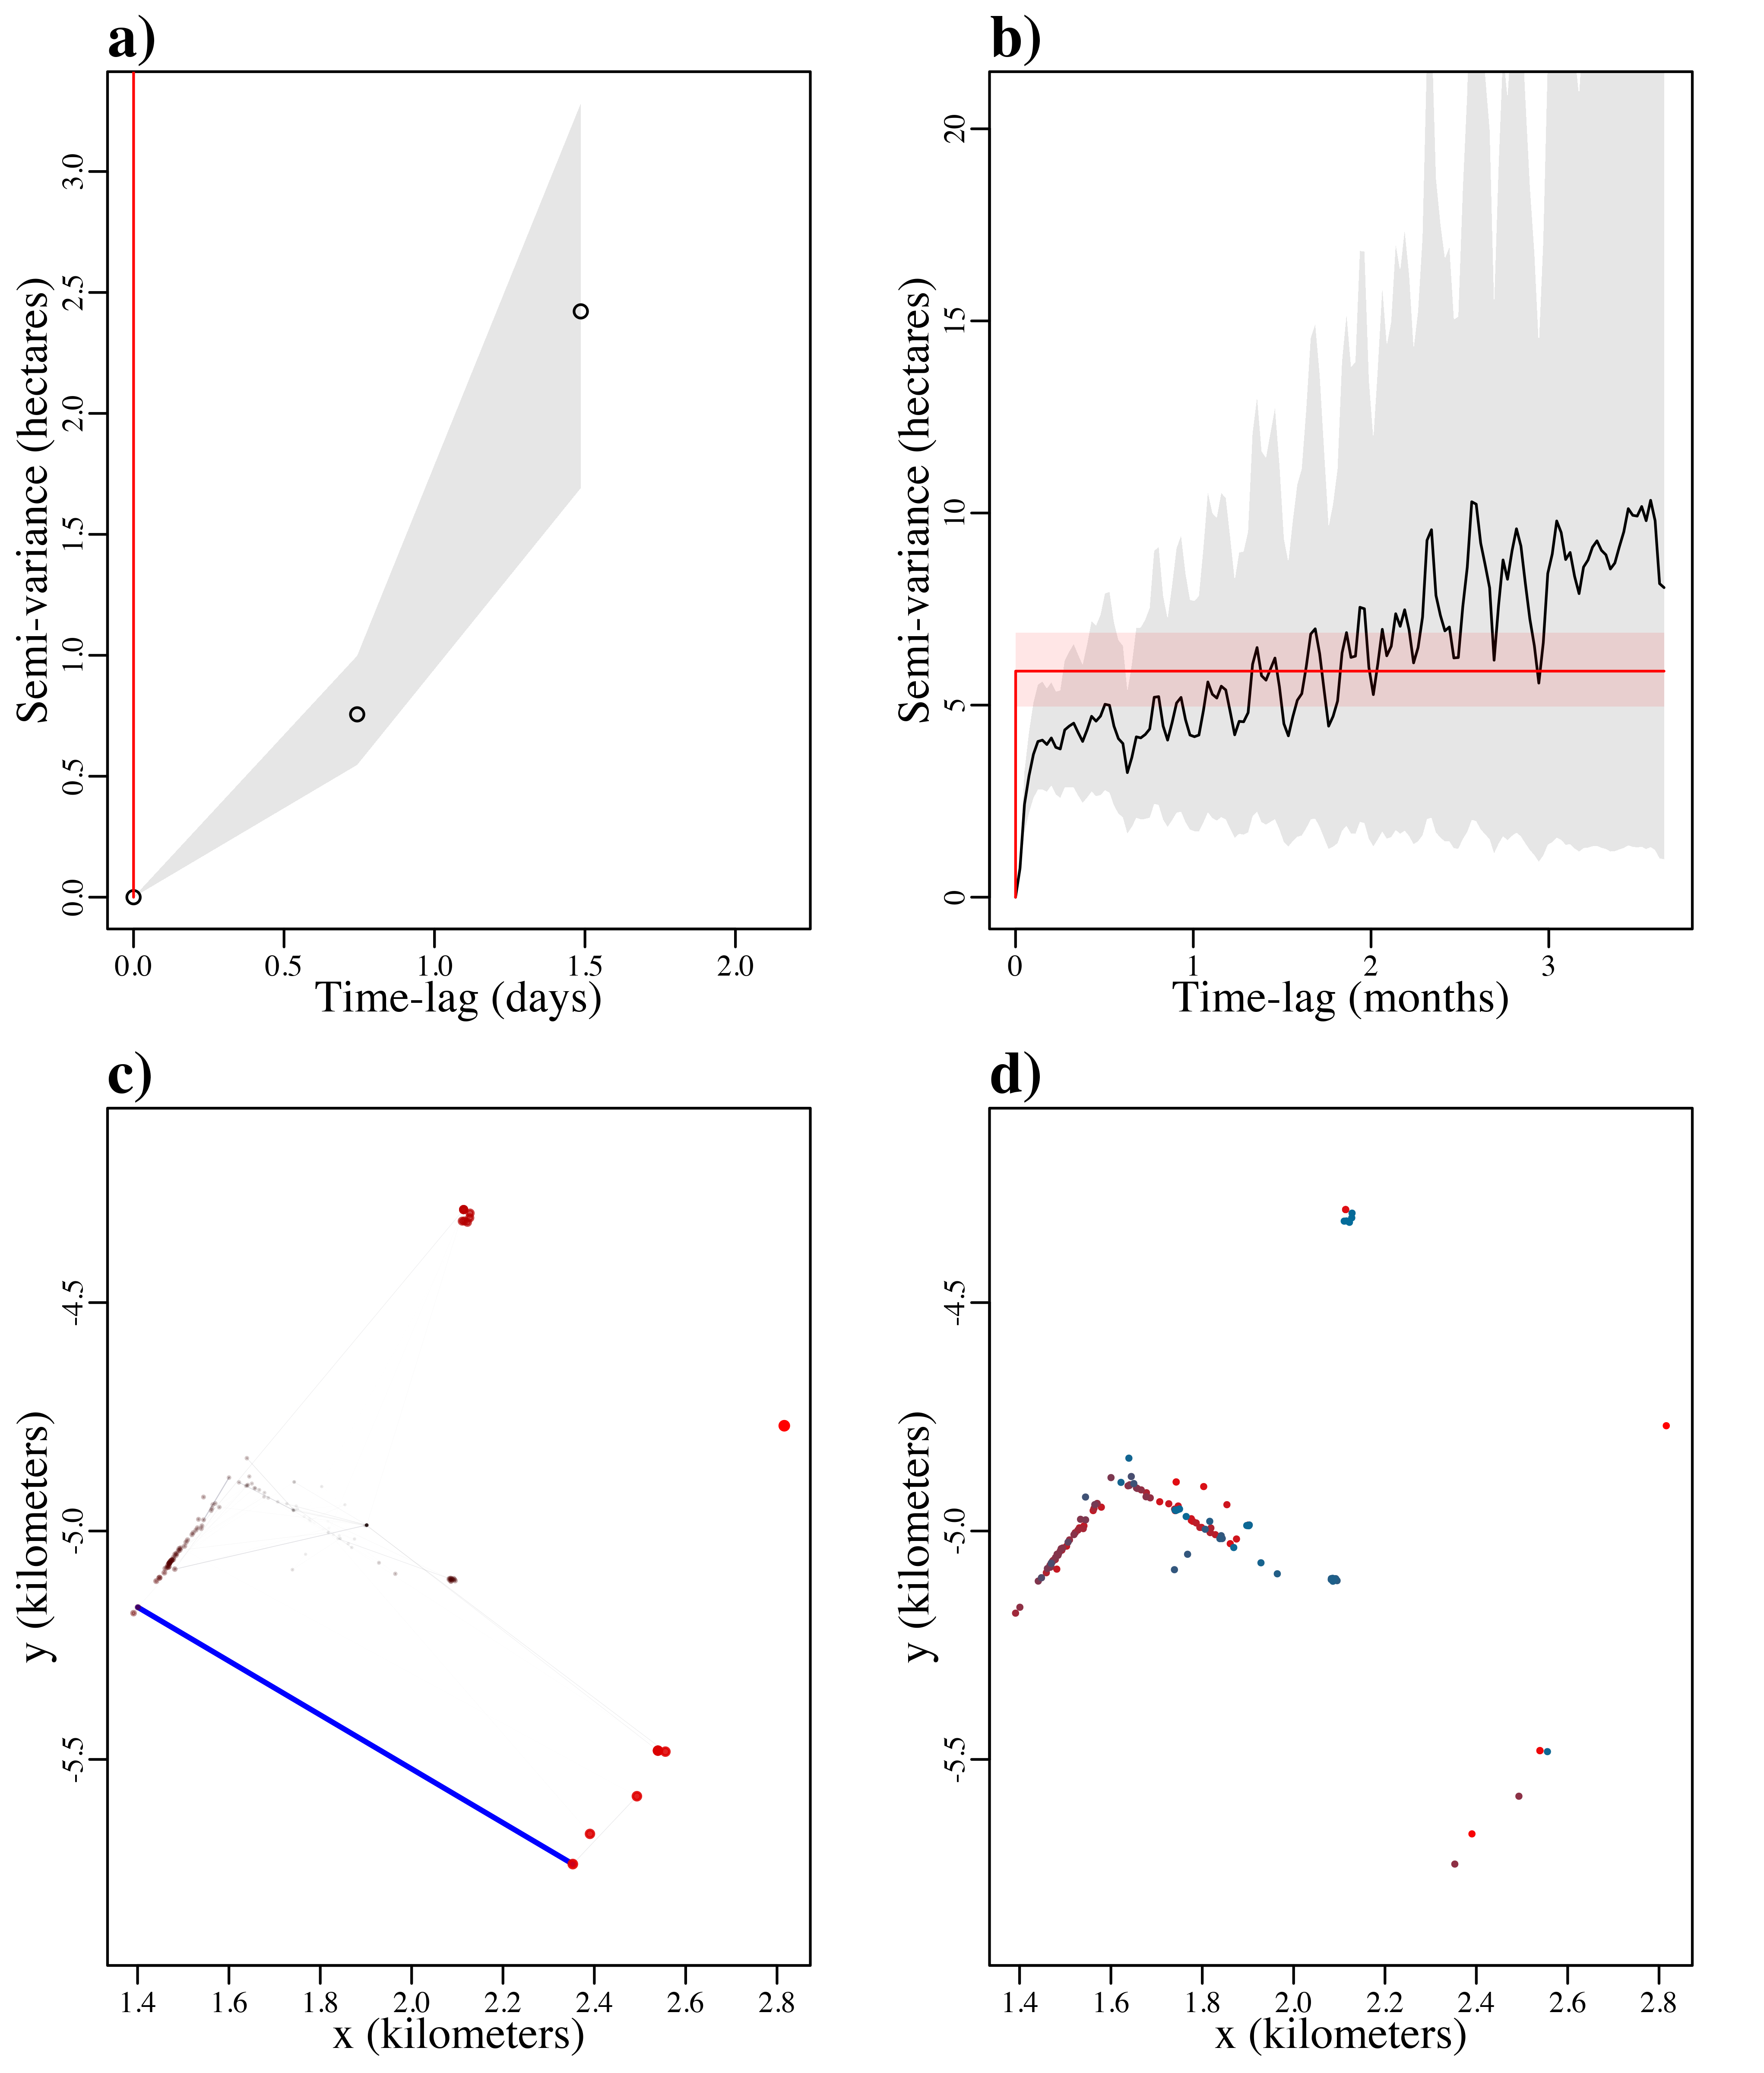 a)
Semi-variance (hectares)
0.0 0.5 1.0 1.5 2.0 2.5 3.0
0.0 0.5 1.0 1.5 2.0
Time-lag (days)
b)
Semi-variance (hectares)
0 5 10 15 20
0 1 2 3
Time-lag (months)
c)
y (kilometers)
-5.5 -5.0 -4.5
1.4 1.6 1.8 2.0 2.2 2.4 2.6 2.8
x (kilometers)
d)
y (kilometers)
-5.5 -5.0 -4.5
1.4 1.6 1.8 2.0 2.2 2.4 2.6 2.8
x (kilometers)